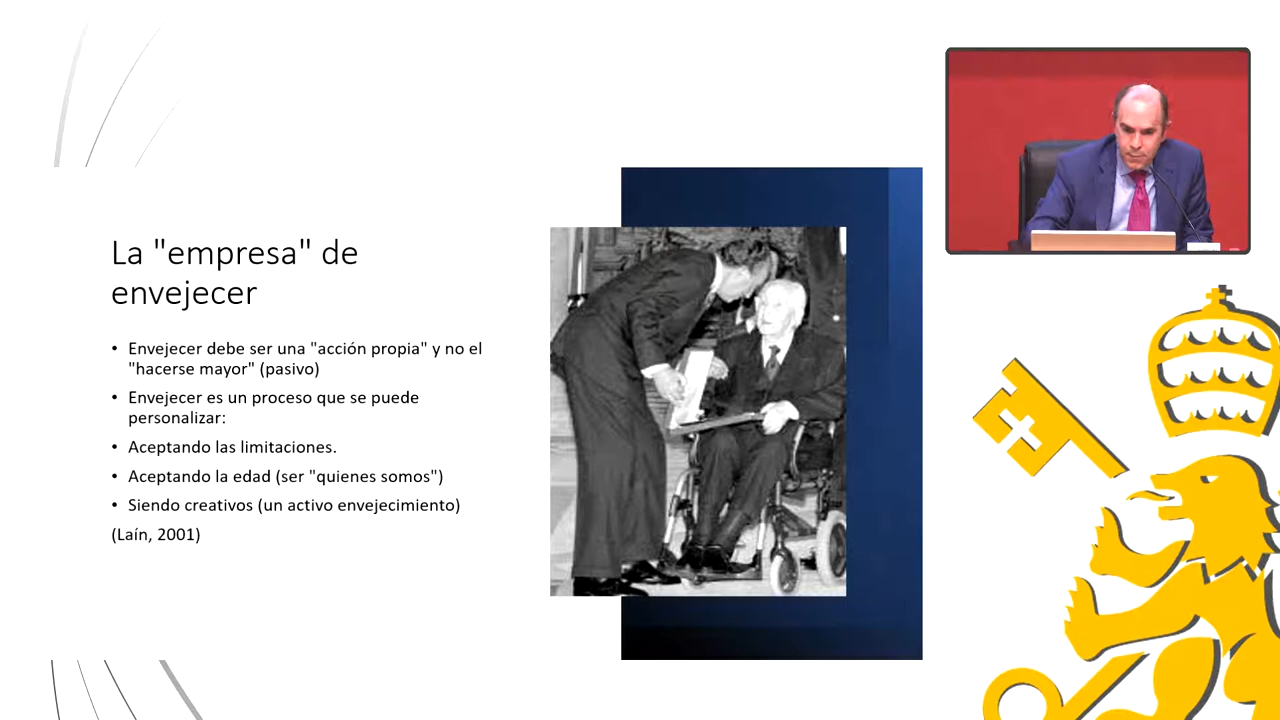 La "empresa" de
envejecer
• Envejecer debe ser una "acción propia" y no el
"hacerse mayor" (pasivo)
• Envejecer es un proceso que se puede
personalizar:
• Aceptando las limitaciones.
• Aceptando la edad (ser "quienes somos")
• Siendo creativos (un activo envejecimiento)
(Laín, 2001)